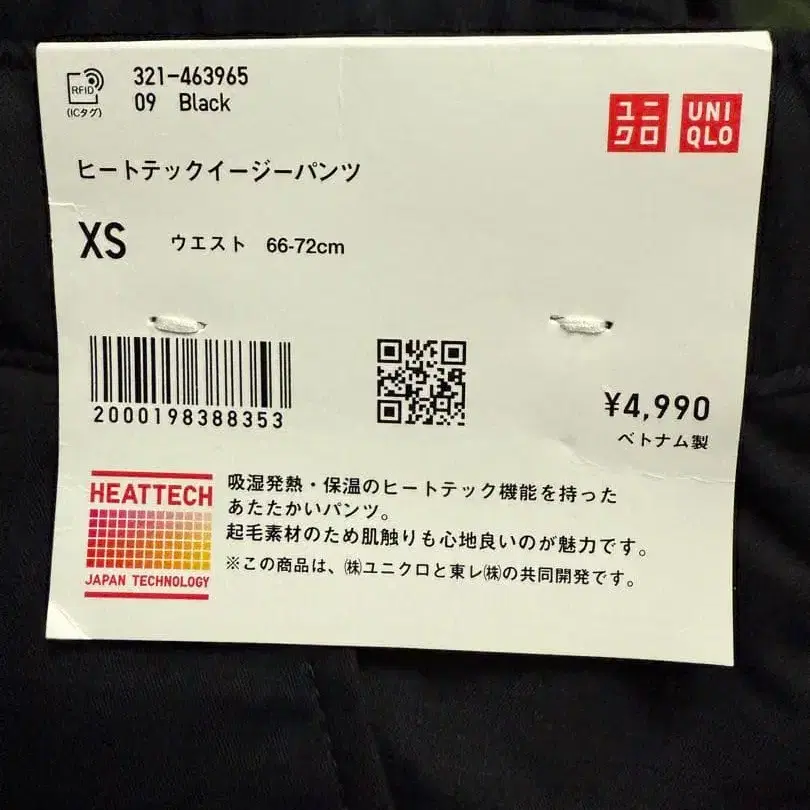 RFID
(ICタグ)
321-463965
09 Black
ユニ
クロ
UNI
QLO
ヒートテックイージーパンツ
XS ウエスト 66-72cm
2000198388353
¥4,990
ベトナム製
HEATTECH
JAPAN TECHNOLOGY
吸湿発熱・保温のヒートテック機能を持った
あたたかいパンツ。
起毛素材のため肌触りも心地良いのが魅力です。
※この商品は、㈱ユニクロと東レ㈱の共同開発です。